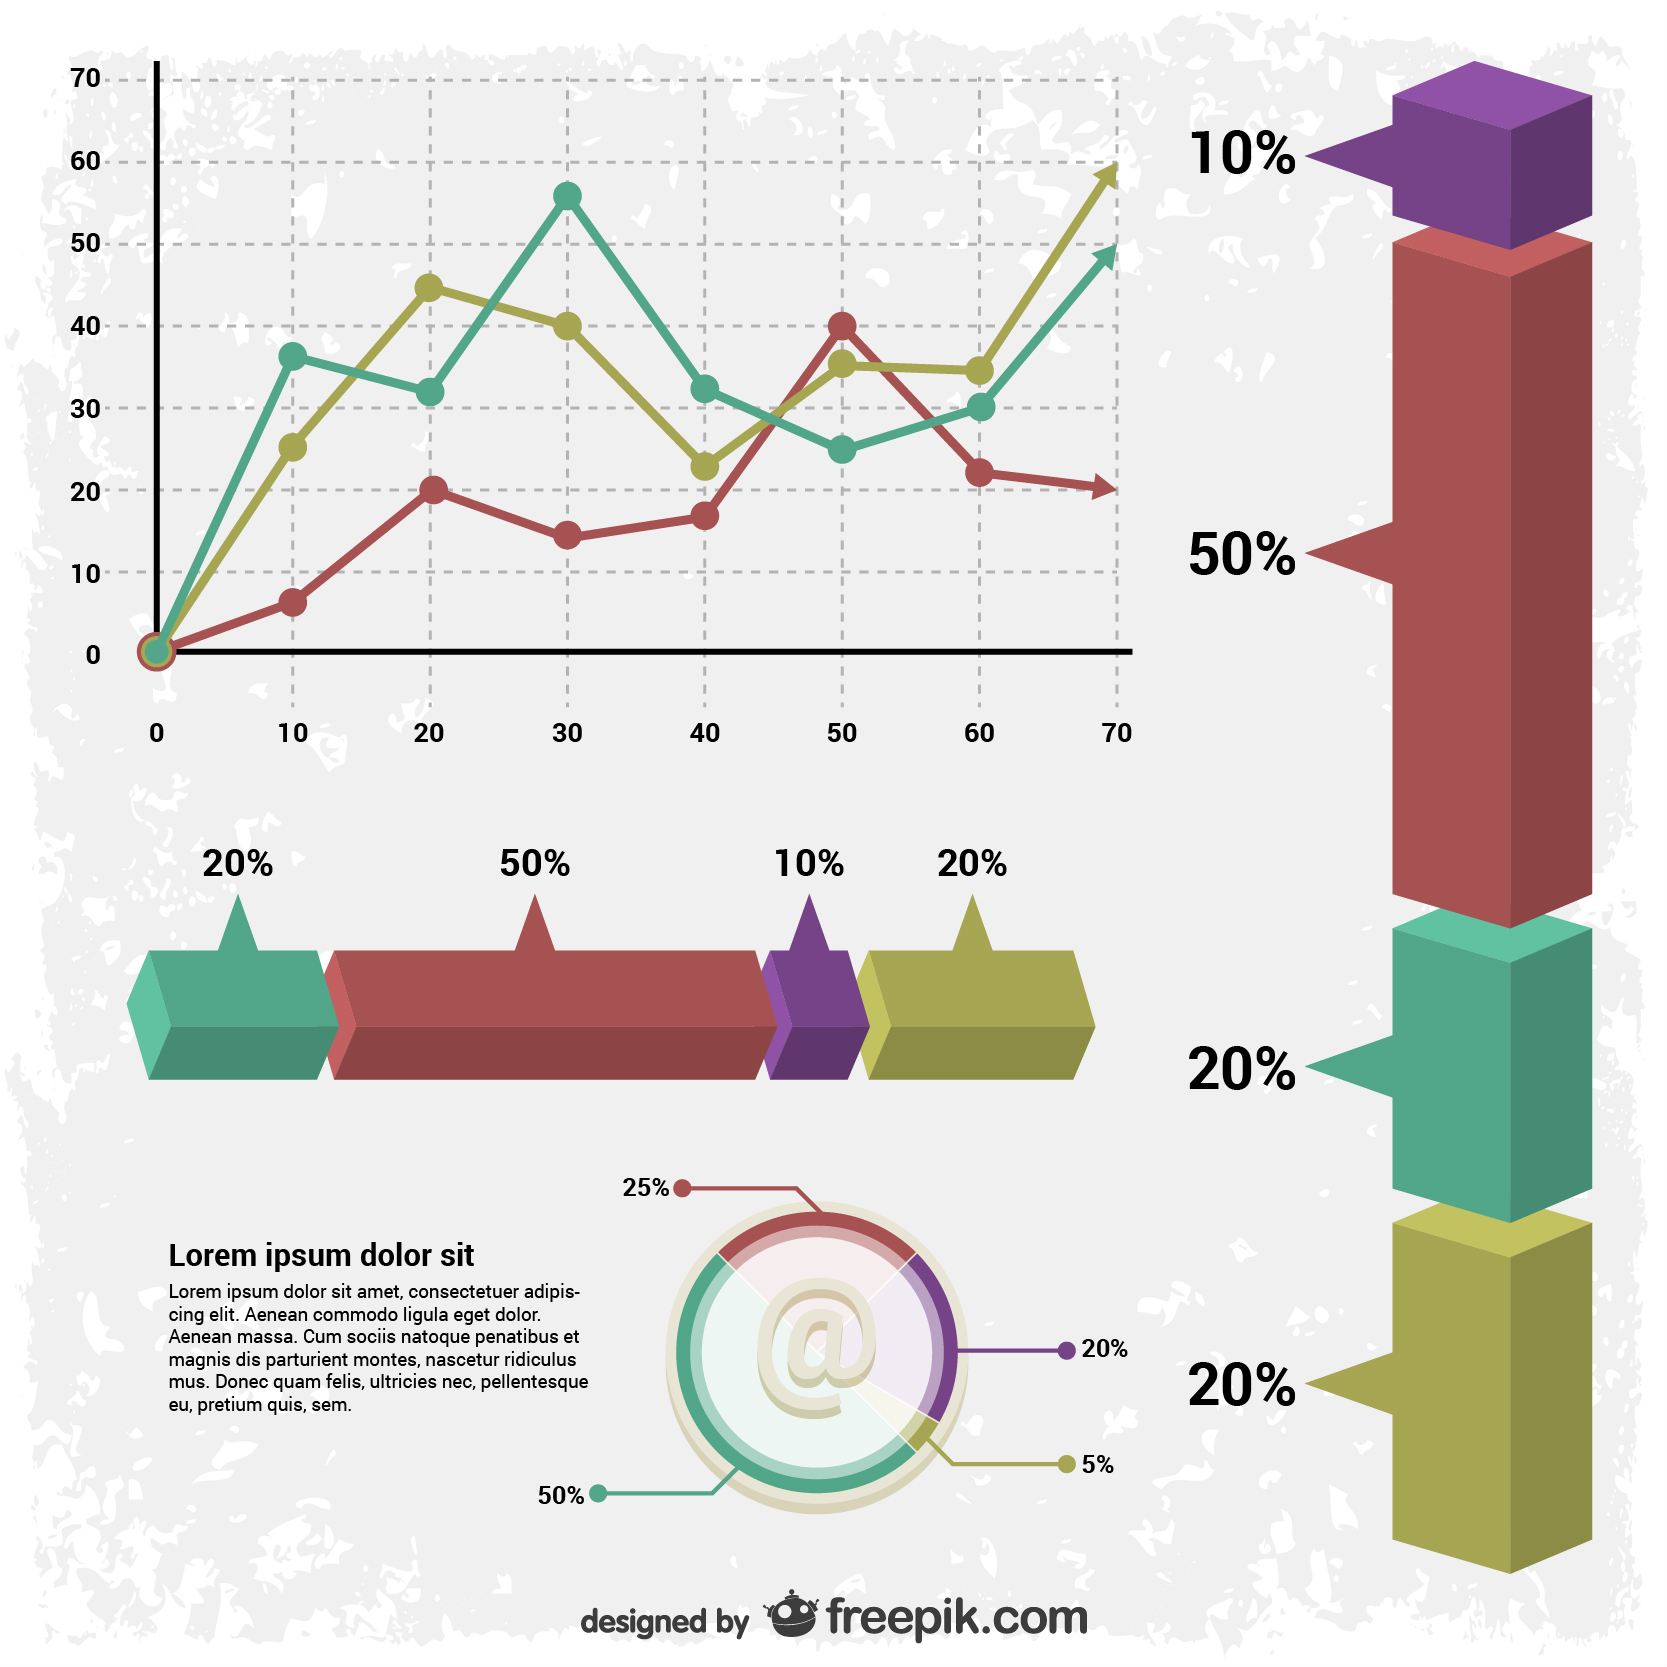 70
60
50
40
30
20
10
0
0 10 20 30 40 50 60 70
10%
50%
20%
20%
20% 50% 10% 20%
Lorem ipsum dolor sit
Lorem ipsum dolor sit amet, consectetuer adipis-
cing elit. Aenean commodo ligula eget dolor.
Aenean massa. Cum sociis natoque penatibus et
magnis dis parturient montes, nascetur ridiculus
mus. Donec quam felis, ultricies nec, pellentesque
eu, pretium quis, sem.
25%
20%
5%
50%
@
designed by freepik.com